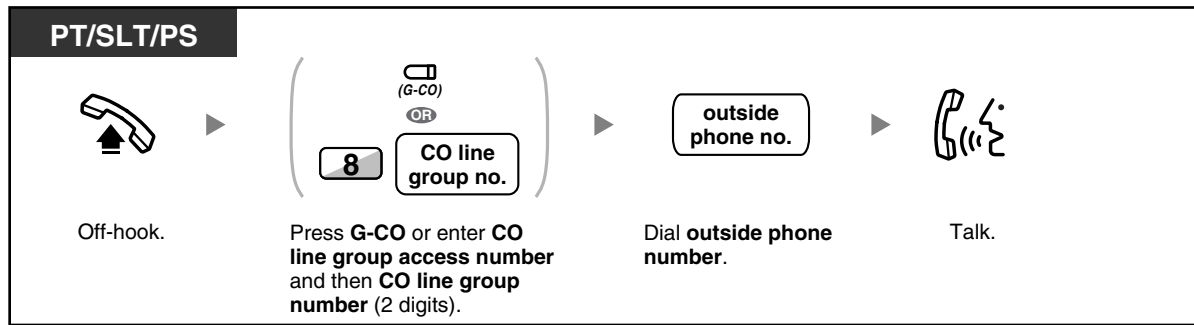 PT/SLT/PS
(G-CO)
OR
8
CO line
group no.
outside
phone no.
Off-hook.
Press G-CO or enter CO
line group access number
and then CO line group
number (2 digits).
Dial outside phone
number.
Talk.